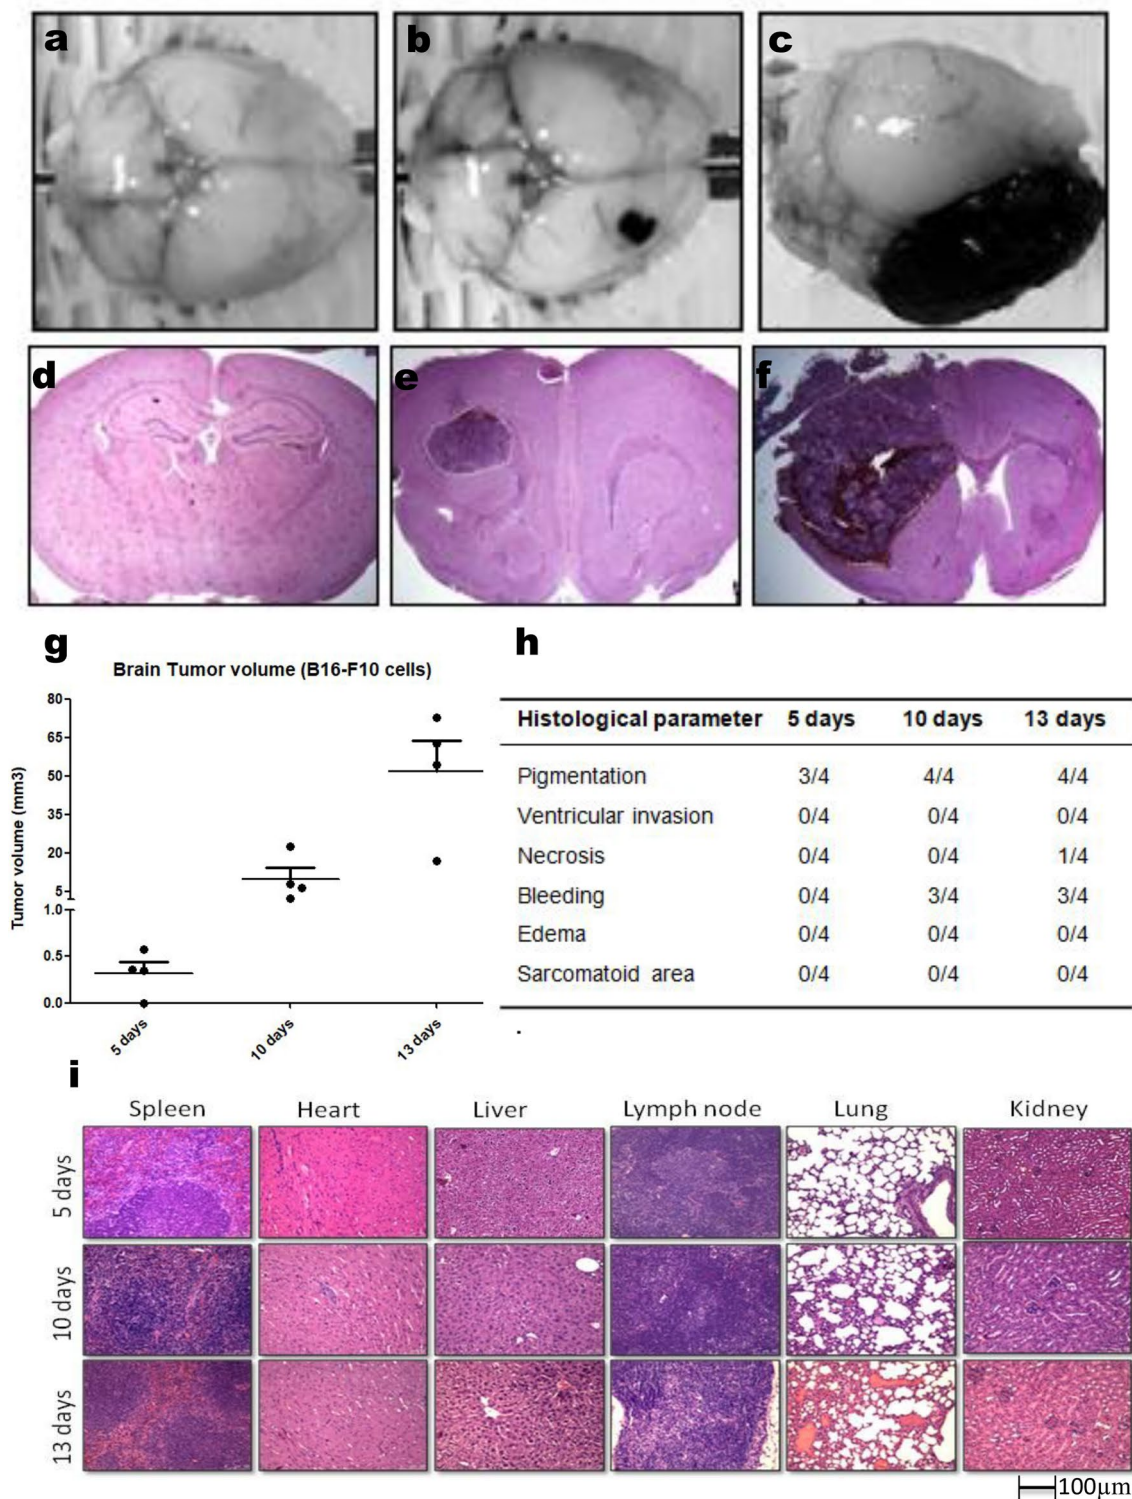 a
b
c
d
e
f
g
Brain Tumor volume (B16-F10 cells)
Tumor volume (mm3)
80
65
50
35
20
5
1.0
0.5
0.0
5 days
10 days
13 days
h
Histological parameter 5 days 10 days 13 days
Pigmentation 3/4 4/4 4/4
Ventricular invasion 0/4 0/4 0/4
Necrosis 0/4 0/4 1/4
Bleeding 0/4 3/4 3/4
Edema 0/4 0/4 0/4
Sarcomatoid area 0/4 0/4 0/4
i
Spleen Heart Liver Lymph node Lung Kidney
5 days
10 days
13 days
100µm